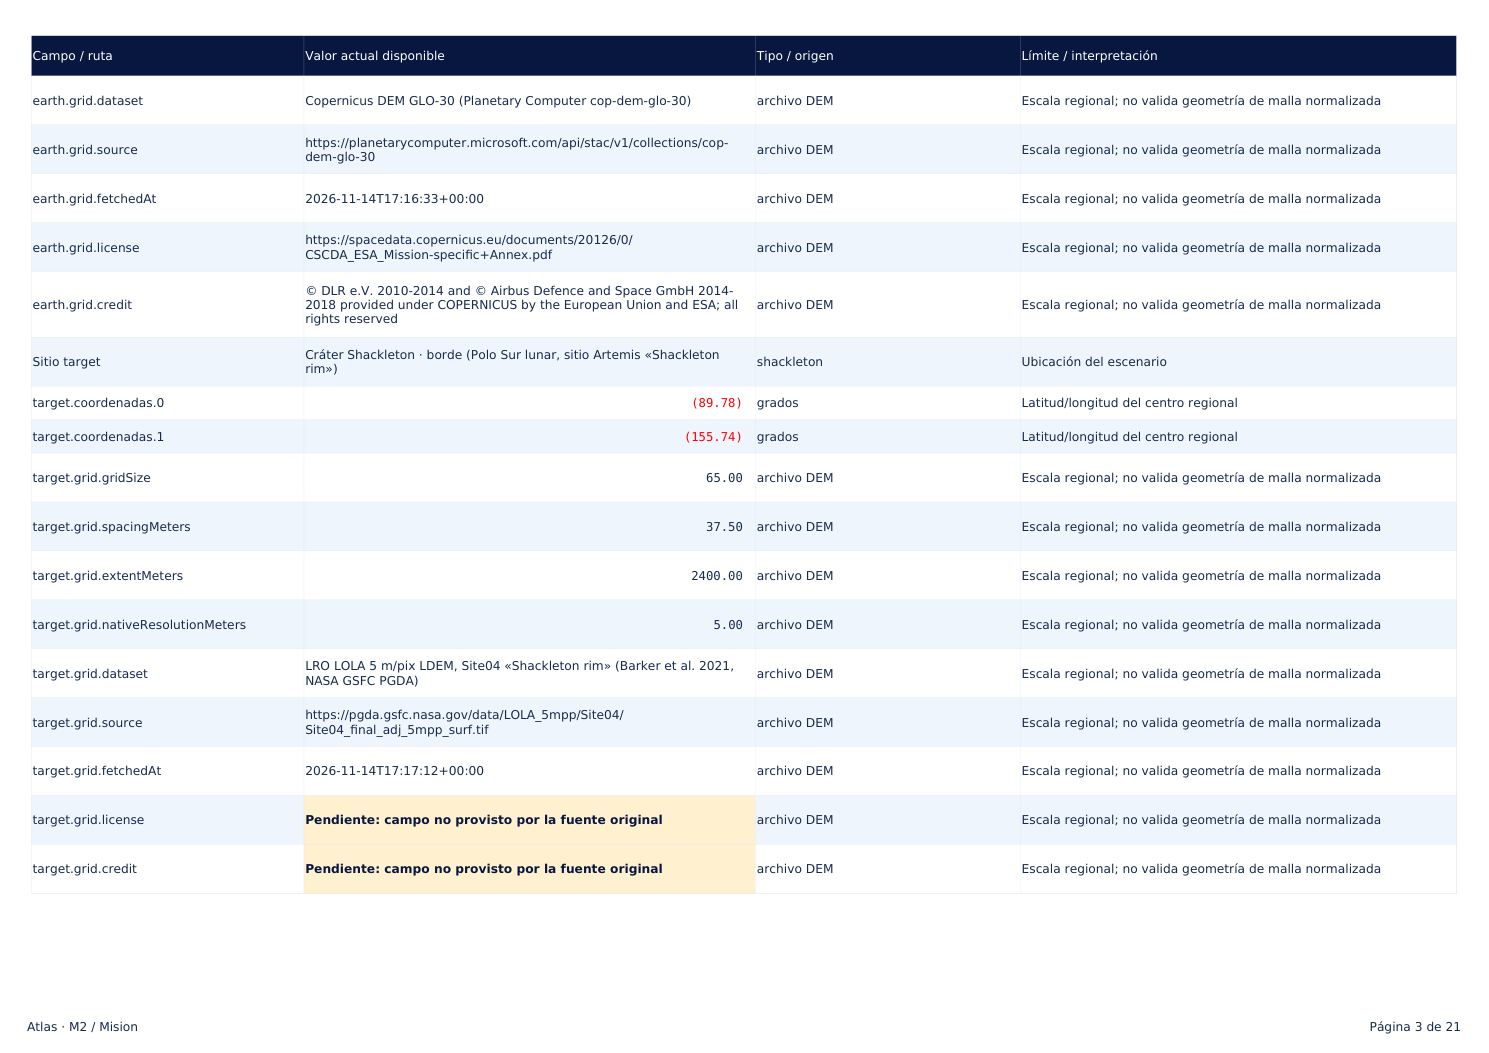 Campo / ruta Valor actual disponible Tipo / origen Límite / interpretación
earth.grid.dataset Copernicus DEM GLO-30 (Planetary Computer cop-dem-glo-30) archivo DEM Escala regional; no valida geometría de malla normalizada
earth.grid.source https://planetarycomputer.microsoft.com/api/stac/v1/collections/cop-
dem-glo-30 archivo DEM Escala regional; no valida geometría de malla normalizada
earth.grid.fetchedAt 2026-11-14T17:16:33+00:00 archivo DEM Escala regional; no valida geometría de malla normalizada
earth.grid.license https://spacedata.copernicus.eu/documents/20126/0/
CSCDA_ESA_Mission-specific+Annex.pdf archivo DEM Escala regional; no valida geometría de malla normalizada
earth.grid.credit © DLR e.V. 2010-2014 and © Airbus Defence and Space GmbH 2014-
2018 provided under COPERNICUS by the European Union and ESA; all
rights reserved archivo DEM Escala regional; no valida geometría de malla normalizada
Sitio target Cráter Shackleton · borde (Polo Sur lunar, sitio Artemis «Shackleton
rim») shackleton Ubicación del escenario
target.coordenadas.0 (89.78) grados Latitud/longitud del centro regional
target.coordenadas.1 (155.74) grados Latitud/longitud del centro regional
target.grid.gridSize 65.00 archivo DEM Escala regional; no valida geometría de malla normalizada
target.grid.spacingMeters 37.50 archivo DEM Escala regional; no valida geometría de malla normalizada
target.grid.extentMeters 2400.00 archivo DEM Escala regional; no valida geometría de malla normalizada
target.grid.nativeResolutionMeters 5.00 archivo DEM Escala regional; no valida geometría de malla normalizada
target.grid.dataset LRO LOLA 5 m/pix LDEM, Site04 «Shackleton rim» (Barker et al. 2021,
NASA GSFC PGDA) archivo DEM Escala regional; no valida geometría de malla normalizada
target.grid.source https://pgda.gsfc.nasa.gov/data/LOLA_5mpp/Site04/
Site04_final_adj_5mpp_surf.tif archivo DEM Escala regional; no valida geometría de malla normalizada
target.grid.fetchedAt 2026-11-14T17:17:12+00:00 archivo DEM Escala regional; no valida geometría de malla normalizada
target.grid.license Pendiente: campo no provisto por la fuente original archivo DEM Escala regional; no valida geometría de malla normalizada
target.grid.credit Pendiente: campo no provisto por la fuente original archivo DEM Escala regional; no valida geometría de malla normalizada
Atlas · M2 / Mision Página 3 de 21